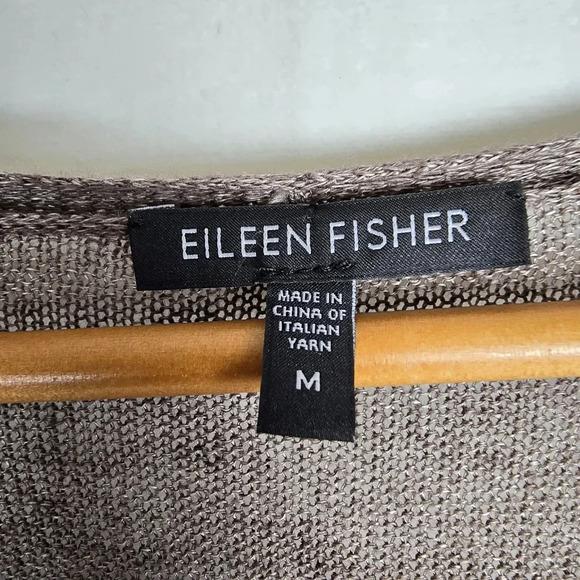 EILEEN FISHER
MADE IN
CHINA OF
ITALIAN
YARN
M